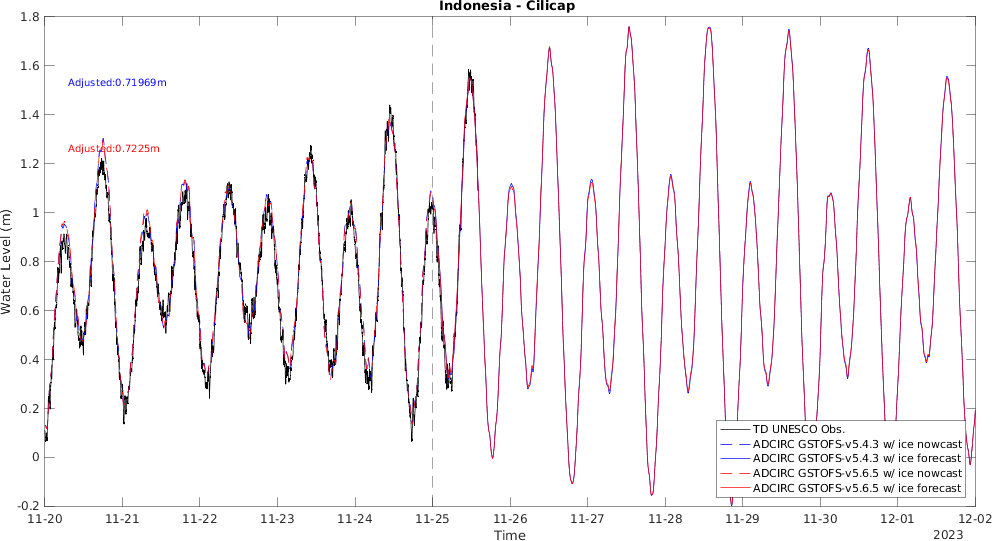 Indonesia - Cilicap
1.8
1.6
1.4
1.2
1
0.8
0.6
0.4
0.2
0
-0.2
Water Level (m)
Adjusted:0.71969m
Adjusted:0.7225m
TD UNESCO Obs.
ADCIRC GSTOFS-v5.4.3 w/ ice nowcast
ADCIRC GSTOFS-v5.4.3 w/ ice forecast
ADCIRC GSTOFS-v5.6.5 w/ ice nowcast
ADCIRC GSTOFS-v5.6.5 w/ ice forecast
11-20 11-21 11-22 11-23 11-24 11-25 11-26 11-27 11-28 11-29 11-30 12-01 12-02
Time
2023